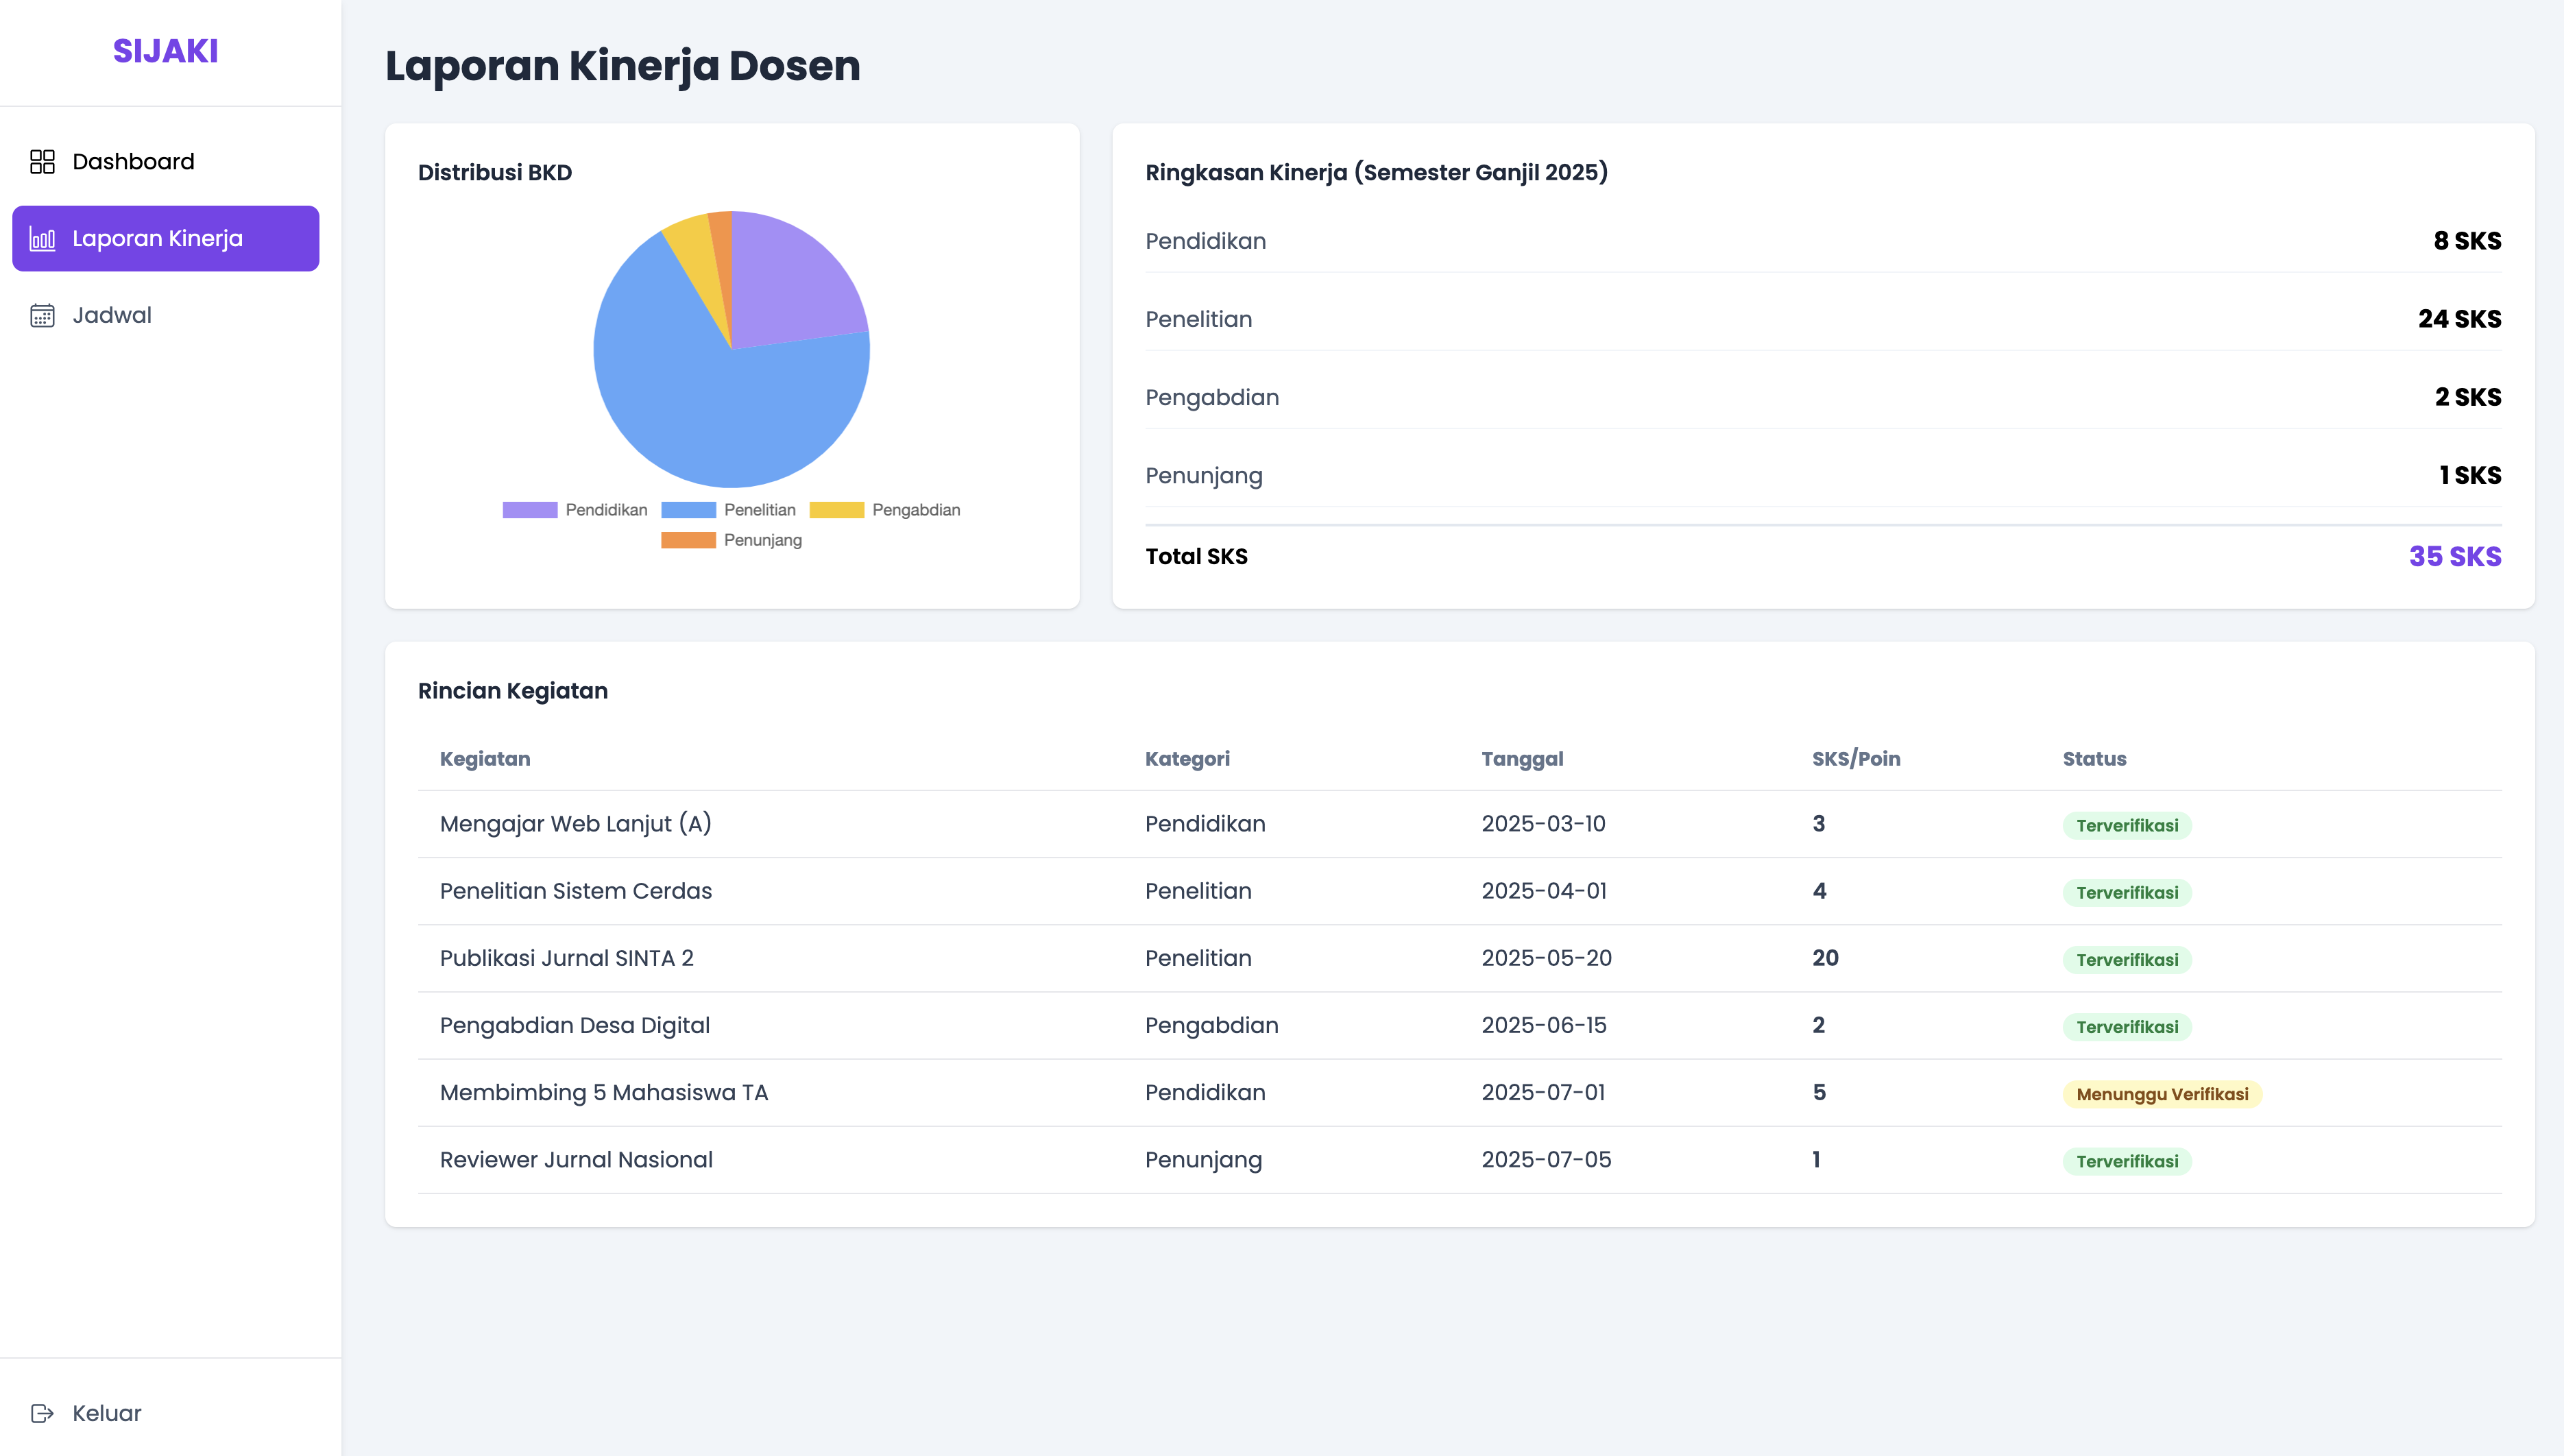 SIJAKI
Dashboard
Laporan Kinerja
Jadwal
Keluar
Laporan Kinerja Dosen
Distribusi BKD
Pendidikan Penelitian Pengabdian
Penunjang
Ringkasan Kinerja (Semester Ganjil 2025)
Pendidikan 8 SKS
Penelitian 24 SKS
Pengabdian 2 SKS
Penunjang 1 SKS
Total SKS 35 SKS
Rincian Kegiatan
Kegiatan Kategori Tanggal SKS/Poin Status
Mengajar Web Lanjut (A) Pendidikan 2025-03-10 3 Terverifikasi
Penelitian Sistem Cerdas Penelitian 2025-04-01 4 Terverifikasi
Publikasi Jurnal SINTA 2 Penelitian 2025-05-20 20 Terverifikasi
Pengabdian Desa Digital Pengabdian 2025-06-15 2 Terverifikasi
Membimbing 5 Mahasiswa TA Pendidikan 2025-07-01 5 Menunggu Verifikasi
Reviewer Jurnal Nasional Penunjang 2025-07-05 1 Terverifikasi